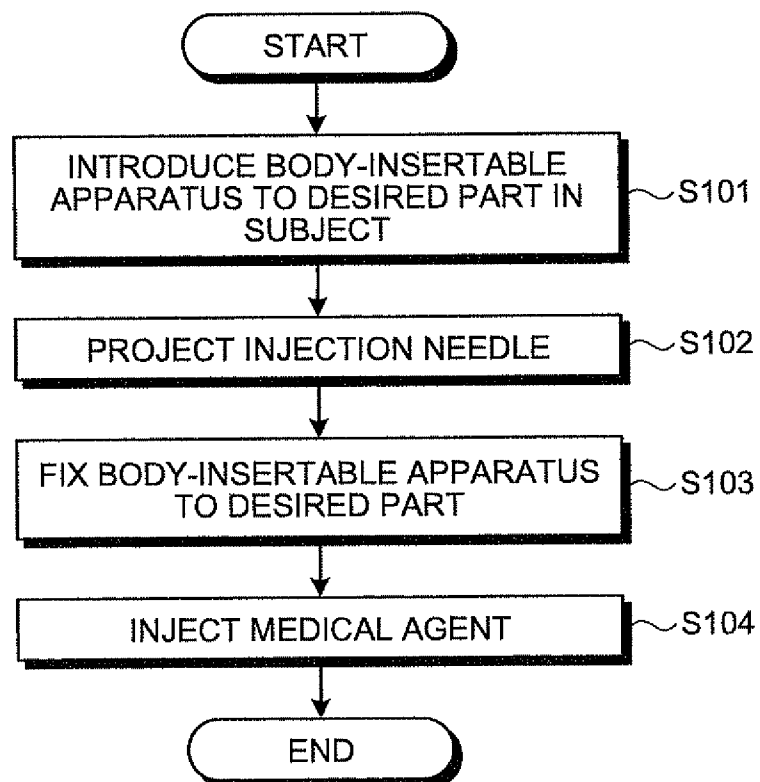 START
INTRODUCE BODY-INSERTABLE
APPARATUS TO DESIRED PART IN
SUBJECT
S101
PROJECT INJECTION NEEDLE
S102
FIX BODY-INSERTABLE APPARATUS
TO DESIRED PART
S103
INJECT MEDICAL AGENT
S104
END